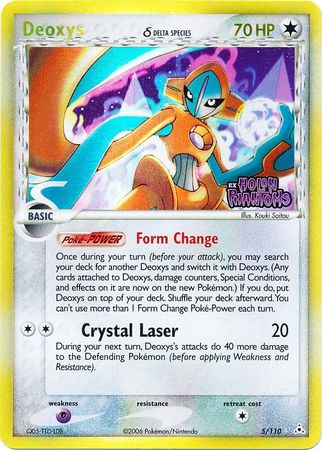 Deoxys δ DELTA SPECIES 70 HP
δ
EX
HOLON
PHANTOMS
Illus. Kouki Saitou
BASIC
Poké-POWER Form Change
Once during your turn (before your attack), you may search
your deck for another Deoxys and switch it with Deoxys. (Any
cards attached to Deoxys, damage counters, Special Conditions,
and effects on it are now on the new Pokémon.) If you do, put
Deoxys on top of your deck. Shuffle your deck afterward. You
can't use more than 1 Form Change Poké-Power each turn.
Crystal Laser 20
During your next turn, Deoxys's attacks do 40 more damage
to the Defending Pokémon (before applying Weakness and
Resistance).
weakness resistance retreat cost
©2006 Pokémon/Nintendo 5/110